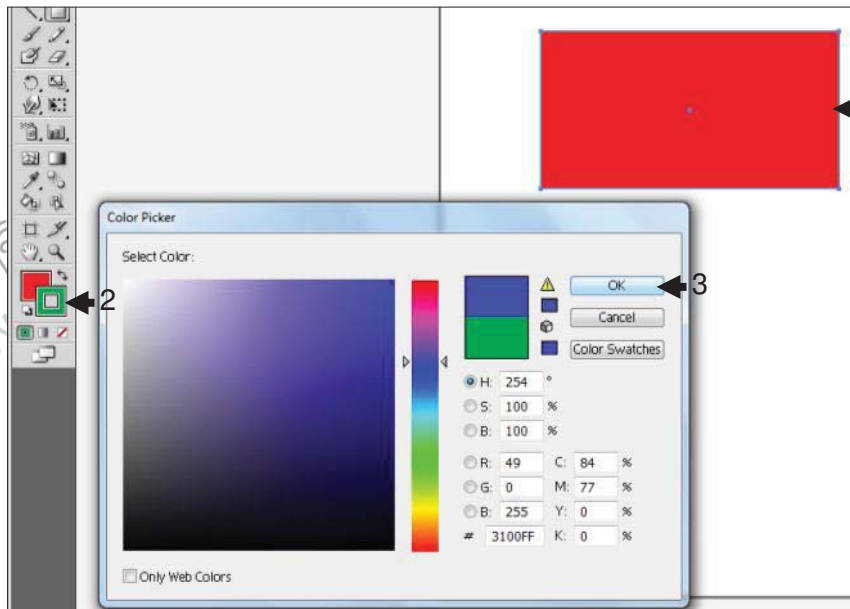 Color Picker
Select Color:
OK
Cancel
Color Swatches
H: 254 °
S: 100 %
B: 100 %
R: 49 C: 84 %
G: 0 M: 77 %
B: 255 Y: 0 %
# 3100FF K: 0 %
Only Web Colors
2
3